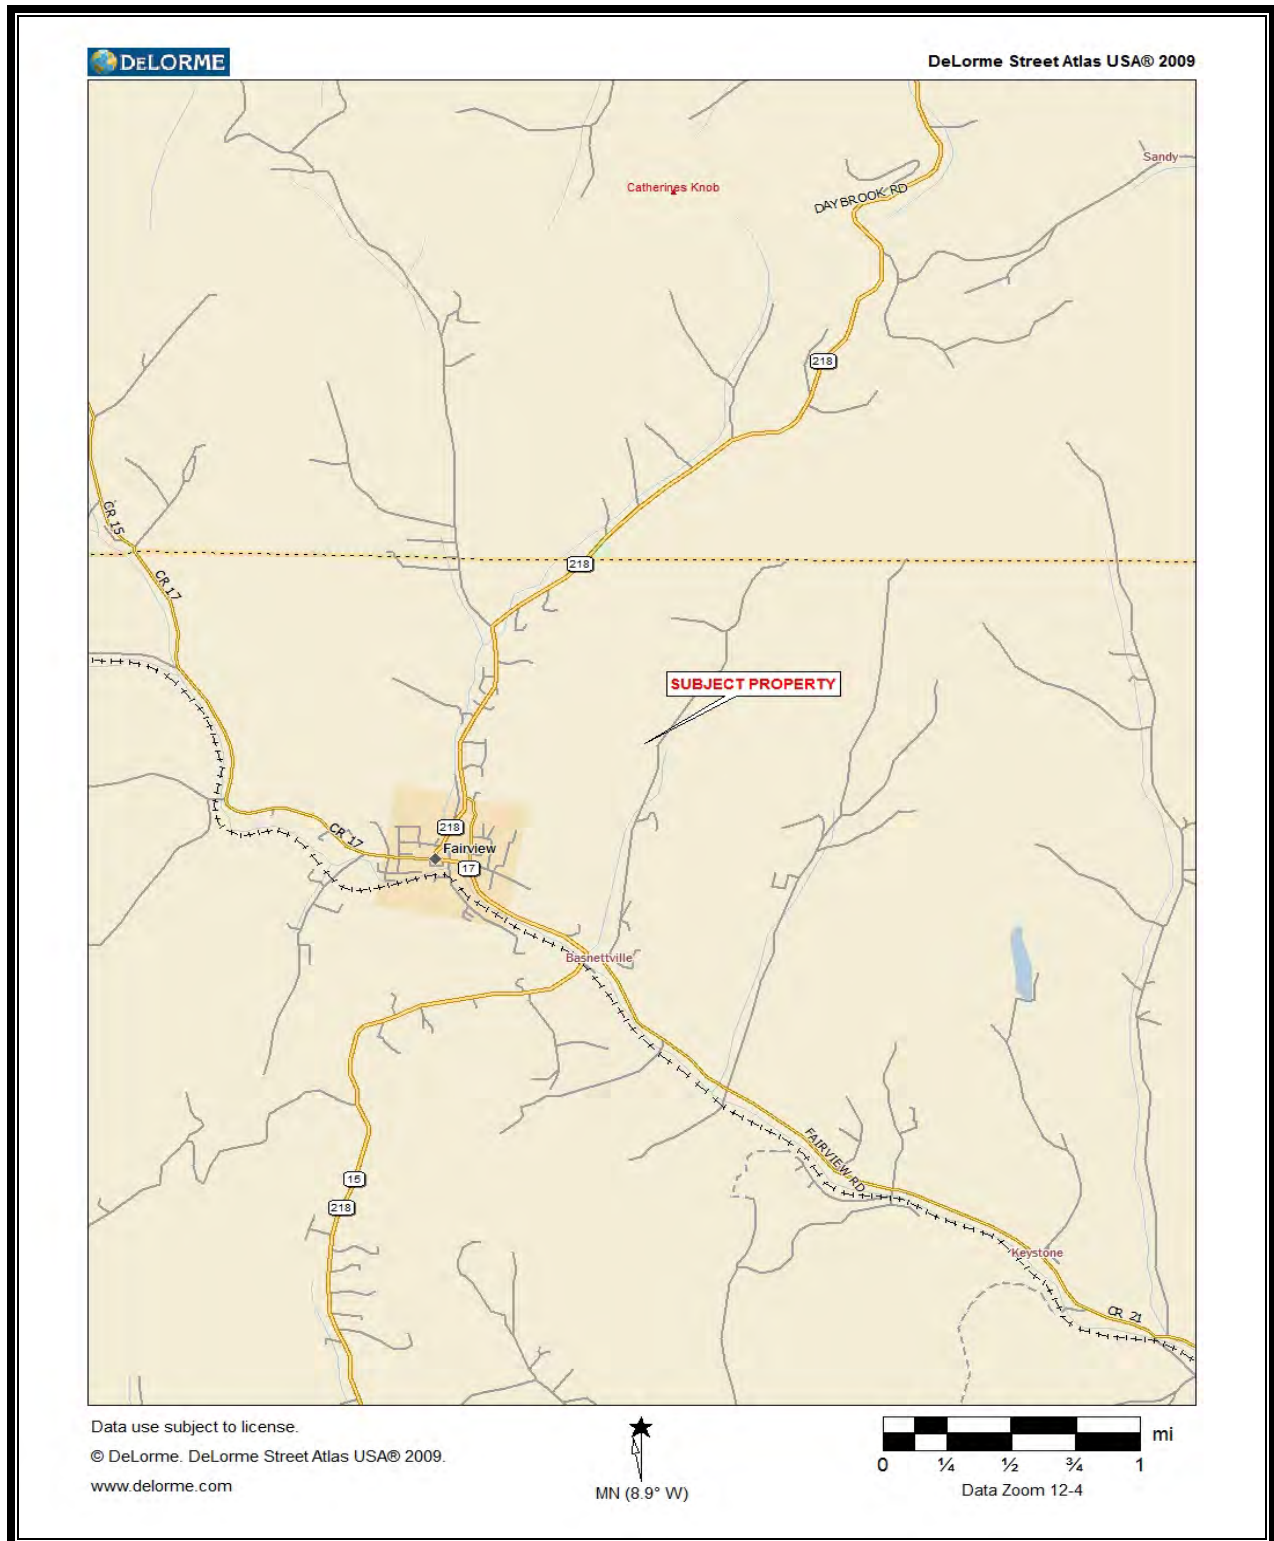 DELORME
DeLorme Street Atlas USA® 2009
Sandy
Catherines Knob
DAYBROOK RD
218
CR 15
218
CR 17
SUBJECT PROPERTY
218
CR 17
Fairview
17
Basnettville
FAIRVIEW RD
15
218
Keystone
CR 21
Data use subject to license.
© DeLorme. DeLorme Street Atlas USA® 2009.
www.delorme.com
MN (8.9° W)
mi
0 ¼ ½ ¾ 1
Data Zoom 12-4